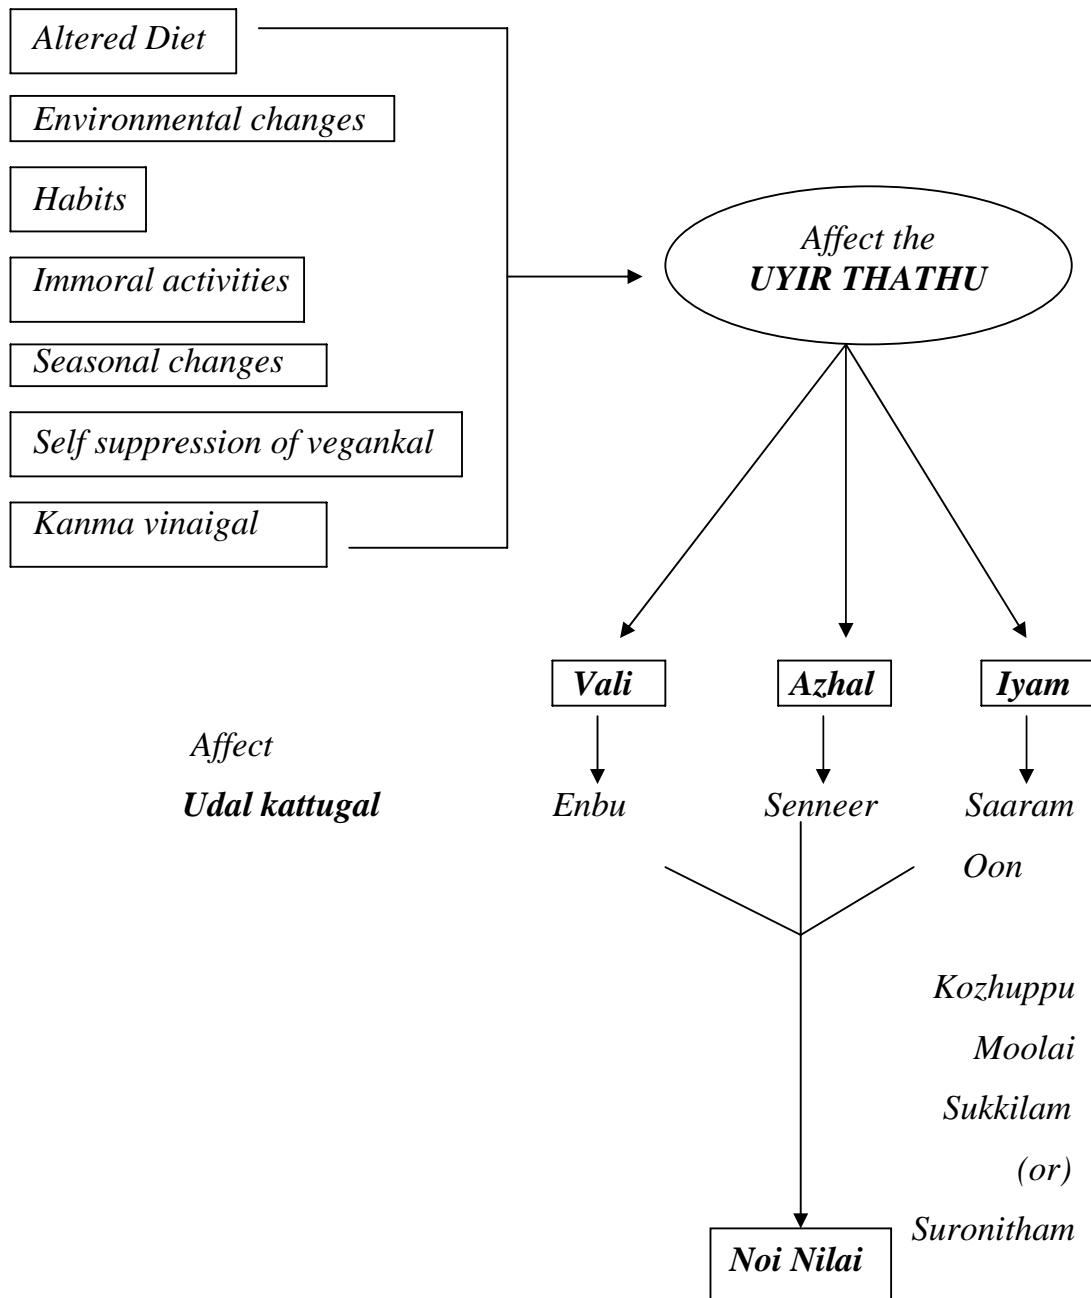 Altered Diet
Environmental changes
Habits
Immoral activities
Seasonal changes
Self suppression of vegankal
Kanma vinaigal
Affect the
UYIR THATHU
Vali
Azhal
Iyam
Affect
Udal kattugal
Enbu
Senneer
Saaram
Oon
Kozhuppu
Moolai
Sukkilam
(or)
Suronitham
Noi Nilai